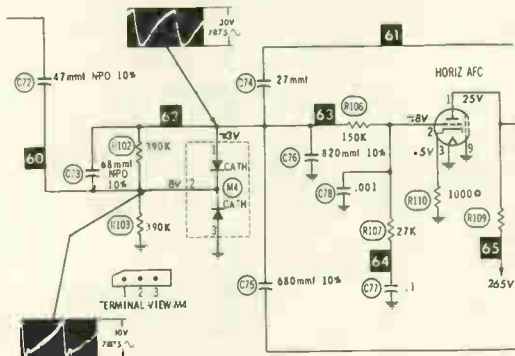 30V
7875~
61
C72
47mmf NPO 10%
C74
27mmf
HORIZ AFC
1
25V
62
.3V
63
R106
150K
.8V
2
.5V
3
9
60
C73
68mmf
NPO
10%
R102
390K
CATH
M4
CATH
8V
2
3
C76
820mmf 10%
C78
.001
R110
1000Ω
R109
R103
390K
R107
27K
65
64
265V
C75
680mmf 10%
C77
.1
1 2 3
TERMINAL VIEW-M4
10V
7875~